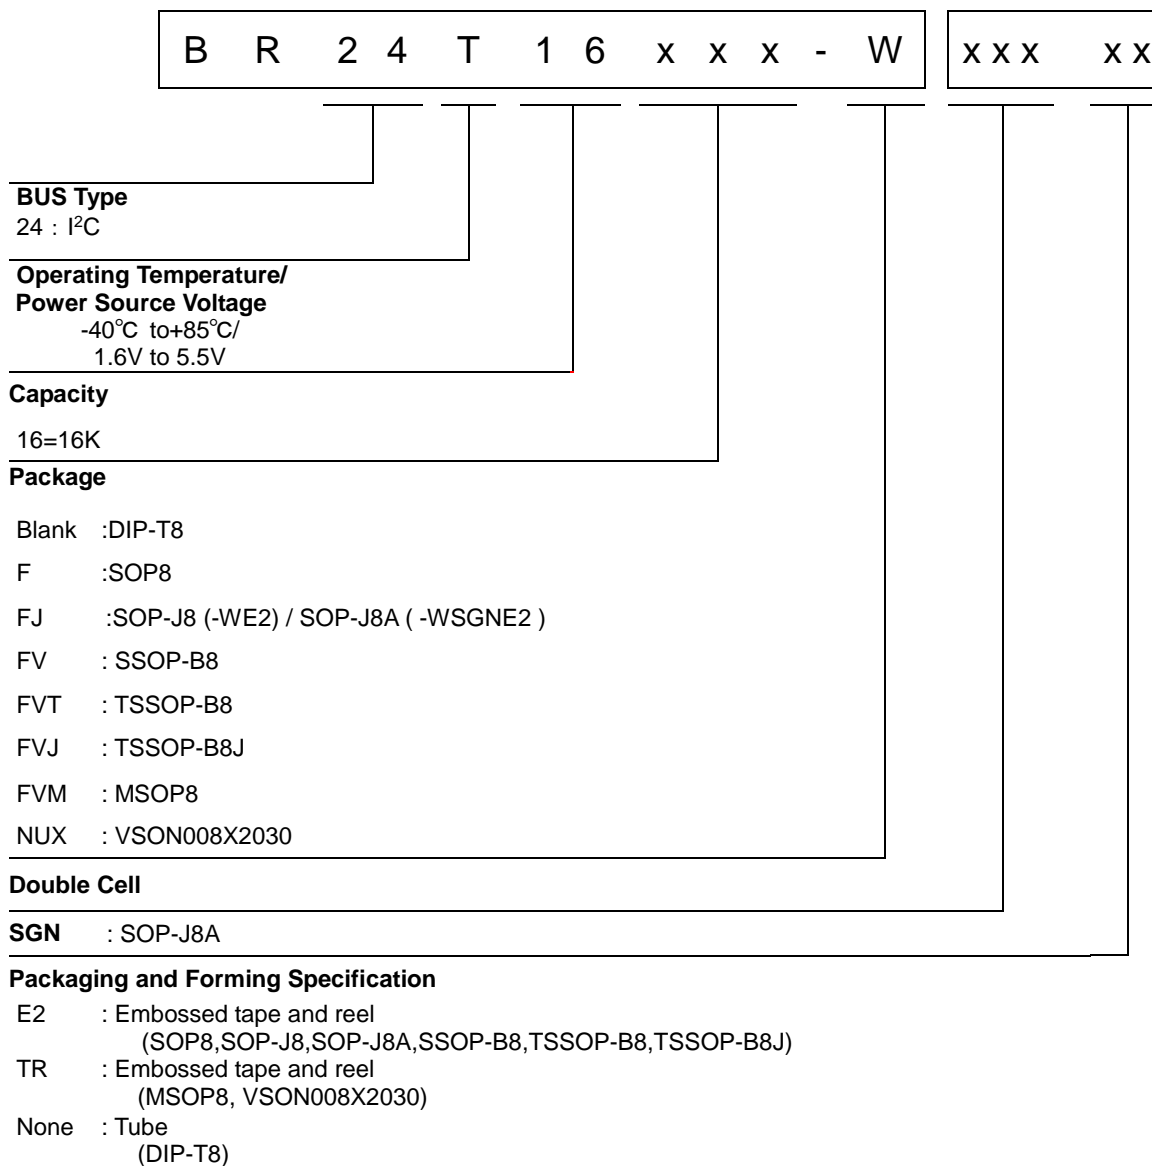 B R 2 4 T 1 6 x x x - W x x x x x
BUS Type
24 : I²C
Operating Temperature/
Power Source Voltage
-40℃ to+85℃/
1.6V to 5.5V
Capacity
16=16K
Package
Blank :DIP-T8
F :SOP8
FJ :SOP-J8 (-WE2) / SOP-J8A ( -WSGNE2 )
FV : SSOP-B8
FVT : TSSOP-B8
FVJ : TSSOP-B8J
FVM : MSOP8
NUX : VSON008X2030
Double Cell
SGN : SOP-J8A
Packaging and Forming Specification
E2 : Embossed tape and reel
(SOP8,SOP-J8,SOP-J8A,SSOP-B8,TSSOP-B8,TSSOP-B8J)
TR : Embossed tape and reel
(MSOP8, VSON008X2030)
None : Tube
(DIP-T8)